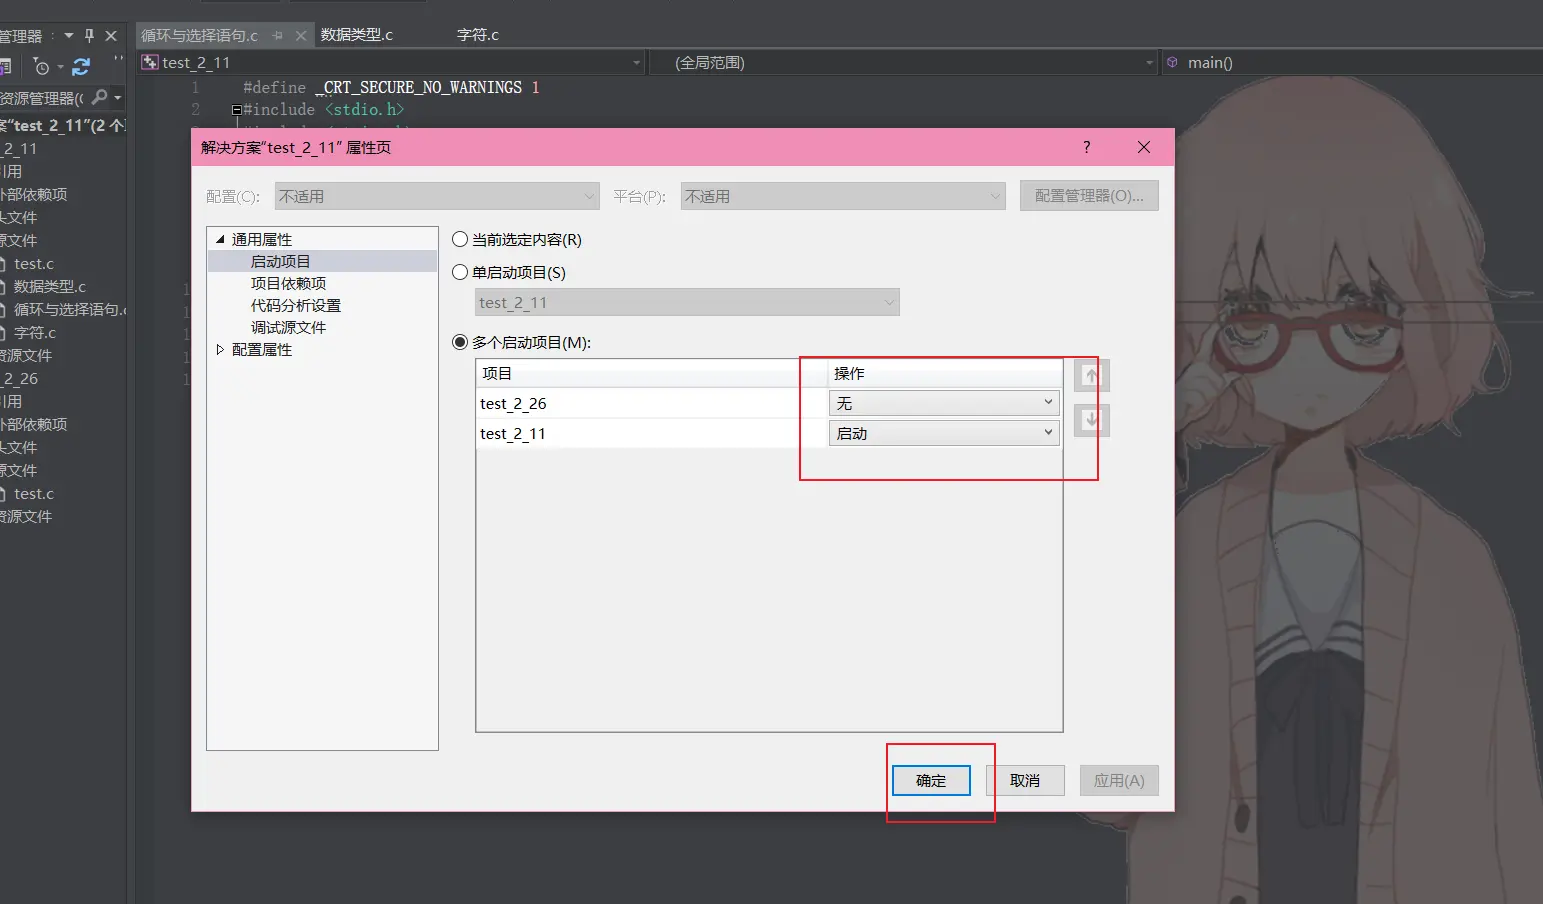 管理器
循环与选择语句.c
数据类型.c
字符.c
test_2_11
(全局范围)
main()
资源管理器(
1 #define _CRT_SECURE_NO_WARNINGS 1
2 #include <stdio.h>
案"test_2_11"(2 个
_2_11
引用
外部依赖项
头文件
源文件
test.c
数据类型.c
循环与选择语句.c
字符.c
资源文件
_2_26
引用
外部依赖项
头文件
源文件
test.c
资源文件
解决方案"test_2_11" 属性页
?
配置(C):
不适用
平台(P):
不适用
配置管理器(O)...
通用属性
启动项目
项目依赖项
代码分析设置
调试源文件
配置属性
当前选定内容(R)
单启动项目(S)
test_2_11
多个启动项目(M):
项目 操作
test_2_26 无
test_2_11 启动
确定
取消
应用(A)